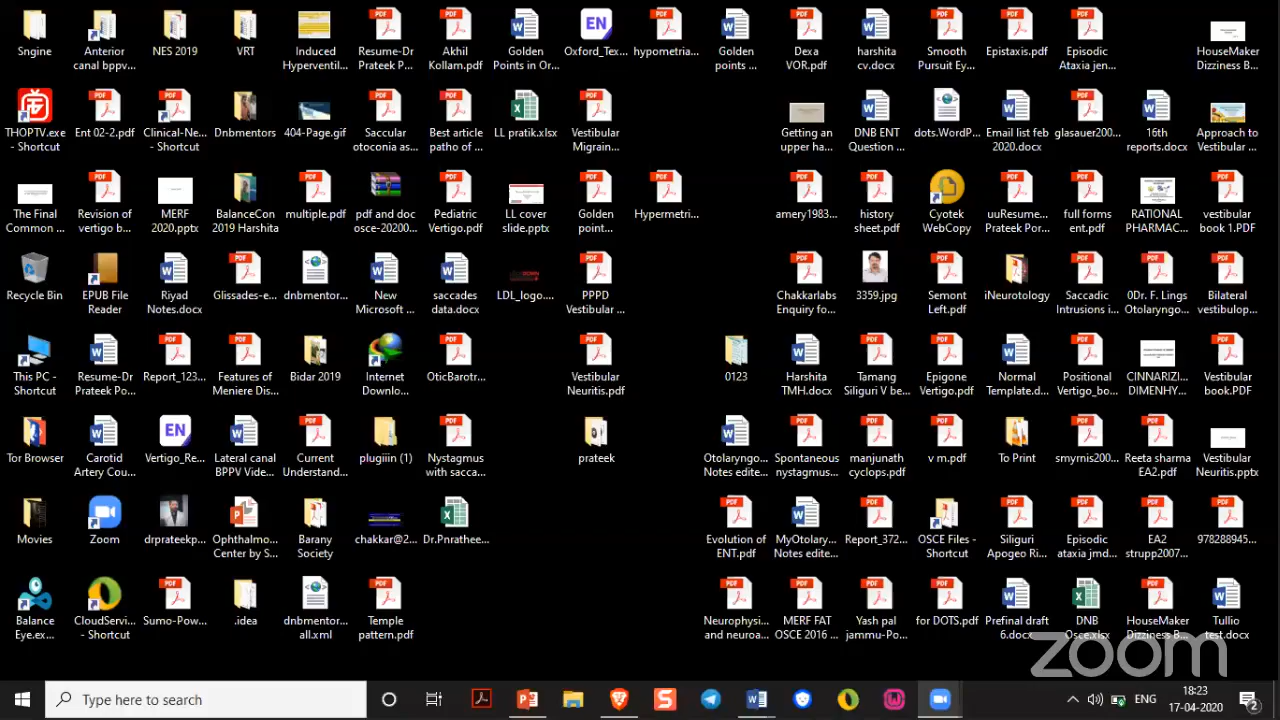 Sngine
Anterior
canal bppv...
NES 2019
VRT
Induced
Hyperventil...
Resume-Dr
Prateek P...
Akhil
Kollam.pdf
Golden
Points in Or...
Oxford_Tex...
hypometria...
Golden
points ...
Dexa
VOR.pdf
harshita
cv.docx
Smooth
Pursuit Ey...
Epistaxis.pdf
Episodic
Ataxia jen...
HouseMaker
Dizziness B...
THOPTV.exe
- Shortcut
Ent 02-2.pdf
Clinical-Ne...
- Shortcut
Dnbmentors
404-Page.gif
Saccular
otoconia as...
Best article
patho of ...
LL pratik.xlsx
Vestibular
Migrain...
Getting an
upper ha...
DNB ENT
Question ...
dots.WordP...
Email list feb
2020.docx
glasauer200...
16th
reports.docx
Approach to
Vestibular ...
The Final
Common ...
Revision of
vertigo b...
MERF
2020.pptx
BalanceCon
2019 Harshita
multiple.pdf
pdf and doc
osce-20200...
Pediatric
Vertigo.pdf
LL cover
slide.pptx
Golden
point...
Hypermetri...
amery1983...
history
sheet.pdf
Cyotek
WebCopy
uuResume...
Prateek Por...
full forms
ent.pdf
RATIONAL
PHARMAC...
vestibular
book 1.PDF
Recycle Bin
EPUB File
Reader
Riyad
Notes.docx
Glissades-e...
dnbmentor...
New
Microsoft ...
saccades
data.docx
LDL_logo....
PPPD
Vestibular ...
Chakkarlabs
Enquiry fo...
3359.jpg
Semont
Left.pdf
iNeurotology
Saccadic
Intrusions i...
0Dr. F. Lings
Otolaryngo...
Bilateral
vestibulop...
This PC -
Shortcut
Resume-Dr
Prateek Po...
Report_123...
Features of
Meniere Dis...
Bidar 2019
Internet
Downlo...
OticBarotr...
Vestibular
Neuritis.pdf
0123
Harshita
TMH.docx
Tamang
Siliguri V be...
Epigone
Vertigo.pdf
Normal
Template.d...
Positional
Vertigo_bo...
CINNARIZI...
DIMENHY...
Vestibular
book.PDF
Tor Browser
Carotid
Artery Cou...
EN
Vertigo_Re...
Lateral canal
BPPV Vide...
Current
Understand...
plugiiin (1)
Nystagmus
with sacca...
prateek
Otolaryngo...
Notes edite...
Spontaneous
nystagmus...
manjunath
cyclops.pdf
v m.pdf
To Print
smyrnis200...
Reeta sharma
EA2.pdf
Vestibular
Neuritis.pptx
Movies
Zoom
drprateekp...
Ophthalmo...
Center by S...
Barany
Society
chakkar@2...
Dr.Pnrathee...
Evolution of
ENT.pdf
MyOtolary...
Notes edite...
Report_372...
OSCE Files -
Shortcut
Siliguri
Apogeo Ri...
Episodic
ataxia jmd...
EA2
strupp2007...
978288945...
Balance
Eye.ex...
CloudServi...
- Shortcut
Sumo-Pow...
.idea
dnbmentor...
all.xml
Temple
pattern.pdf
Neurophysi...
and neuroa...
MERF FAT
OSCE 2016 ...
Yash pal
jammu-Po...
for DOTS.pdf
Prefinal draft
6.docx
DNB
Osce.xlsx
HouseMaker
Dizziness B...
Tullio
test.docx
zoom
Type here to search
ENG
18:23
17-04-2020
2